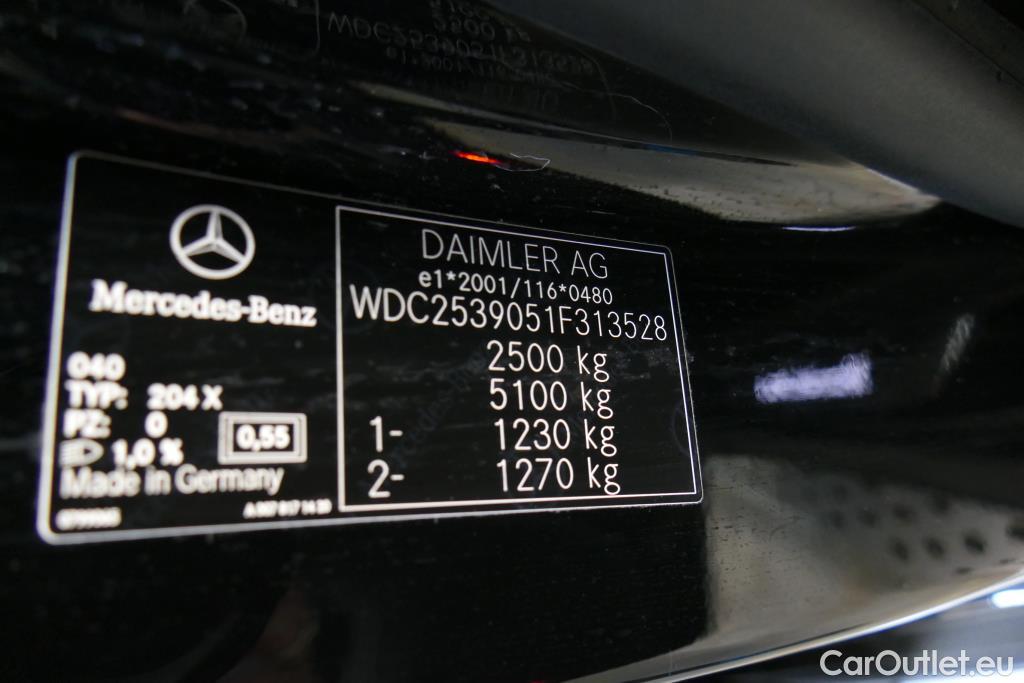 Mercedes-Benz
040
TYP: 204 X
PZ: 0
1,0 %
0,55
Made in Germany
DAIMLER AG
e1*2001/116*0480
WDC2539051F313528
2500 kg
5100 kg
1- 1230 kg
2- 1270 kg
CarOutlet.eu